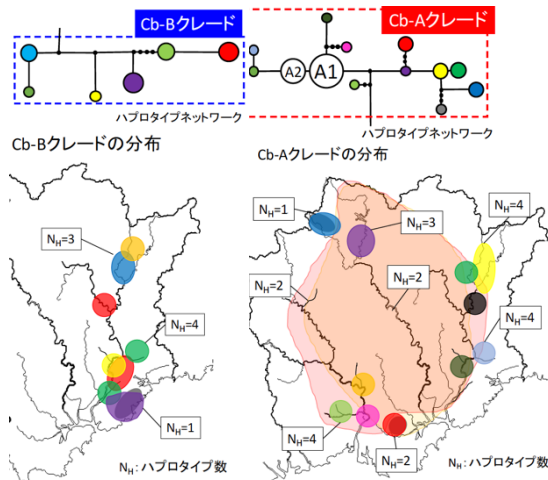 Cb-Bクレード
Cb-Aクレード
A2
A1
ハプロタイプネットワーク
ハプロタイプネットワーク
Cb-Bクレードの分布
Cb-Aクレードの分布
NH=3
NH=4
NH=1
NH:ハプロタイプ数
NH=1
NH=3
NH=4
NH=2
NH=2
NH=4
NH=4
NH=2
NH:ハプロタイプ数